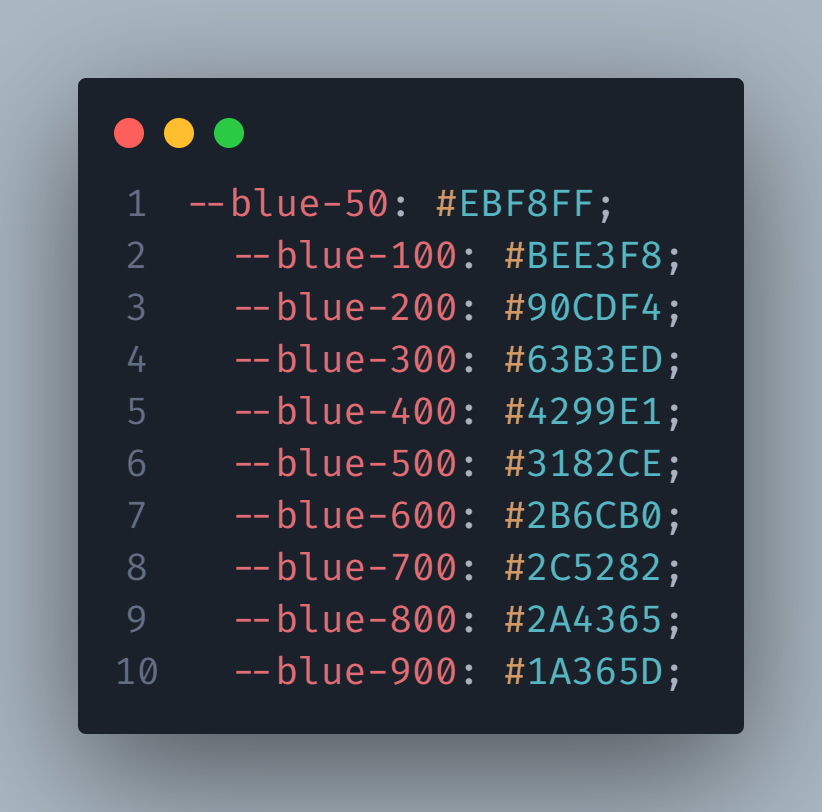 1 --blue-50: #EBF8FF;
2   --blue-100: #BEE3F8;
3   --blue-200: #90CDF4;
4   --blue-300: #63B3ED;
5   --blue-400: #4299E1;
6   --blue-500: #3182CE;
7   --blue-600: #2B6CB0;
8   --blue-700: #2C5282;
9   --blue-800: #2A4365;
10   --blue-900: #1A365D;